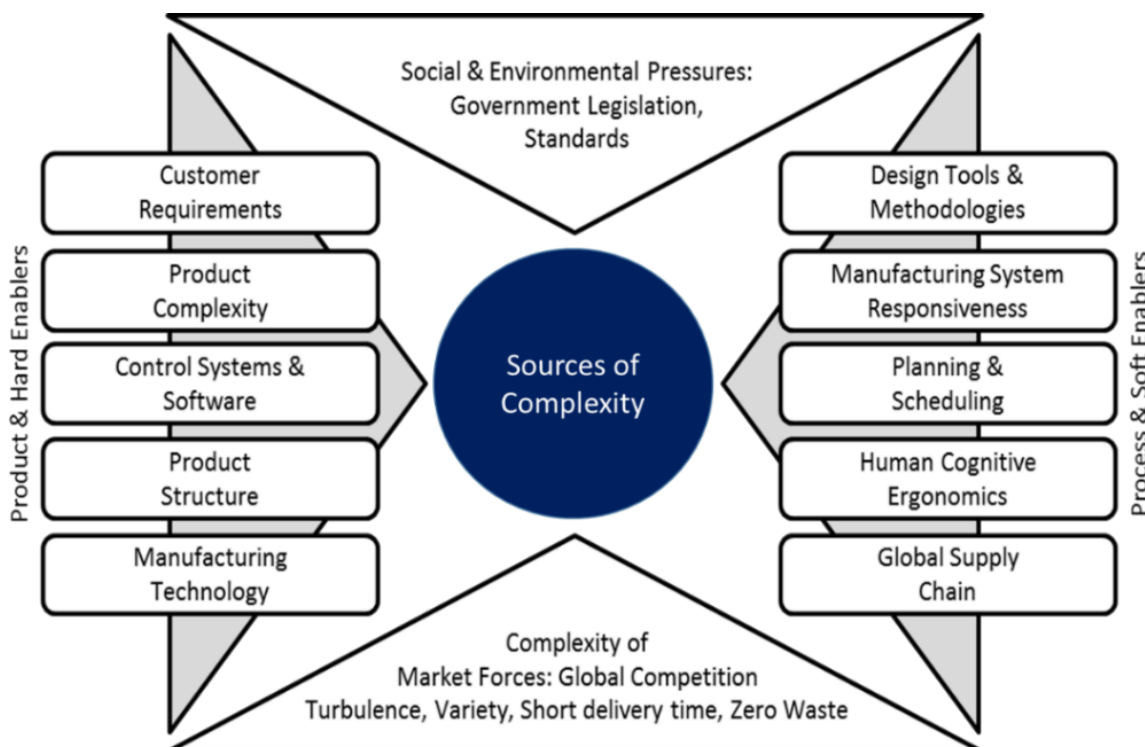 Social & Environmental Pressures:
Government Legislation,
Standards
Product & Hard Enablers
Customer
Requirements
Product
Complexity
Control Systems &
Software
Product
Structure
Manufacturing
Technology
Sources of
Complexity
Design Tools &
Methodologies
Manufacturing System
Responsiveness
Planning &
Scheduling
Human Cognitive
Ergonomics
Global Supply
Chain
Process & Soft Enablers
Complexity of
Market Forces: Global Competition
Turbulence, Variety, Short delivery time, Zero Waste